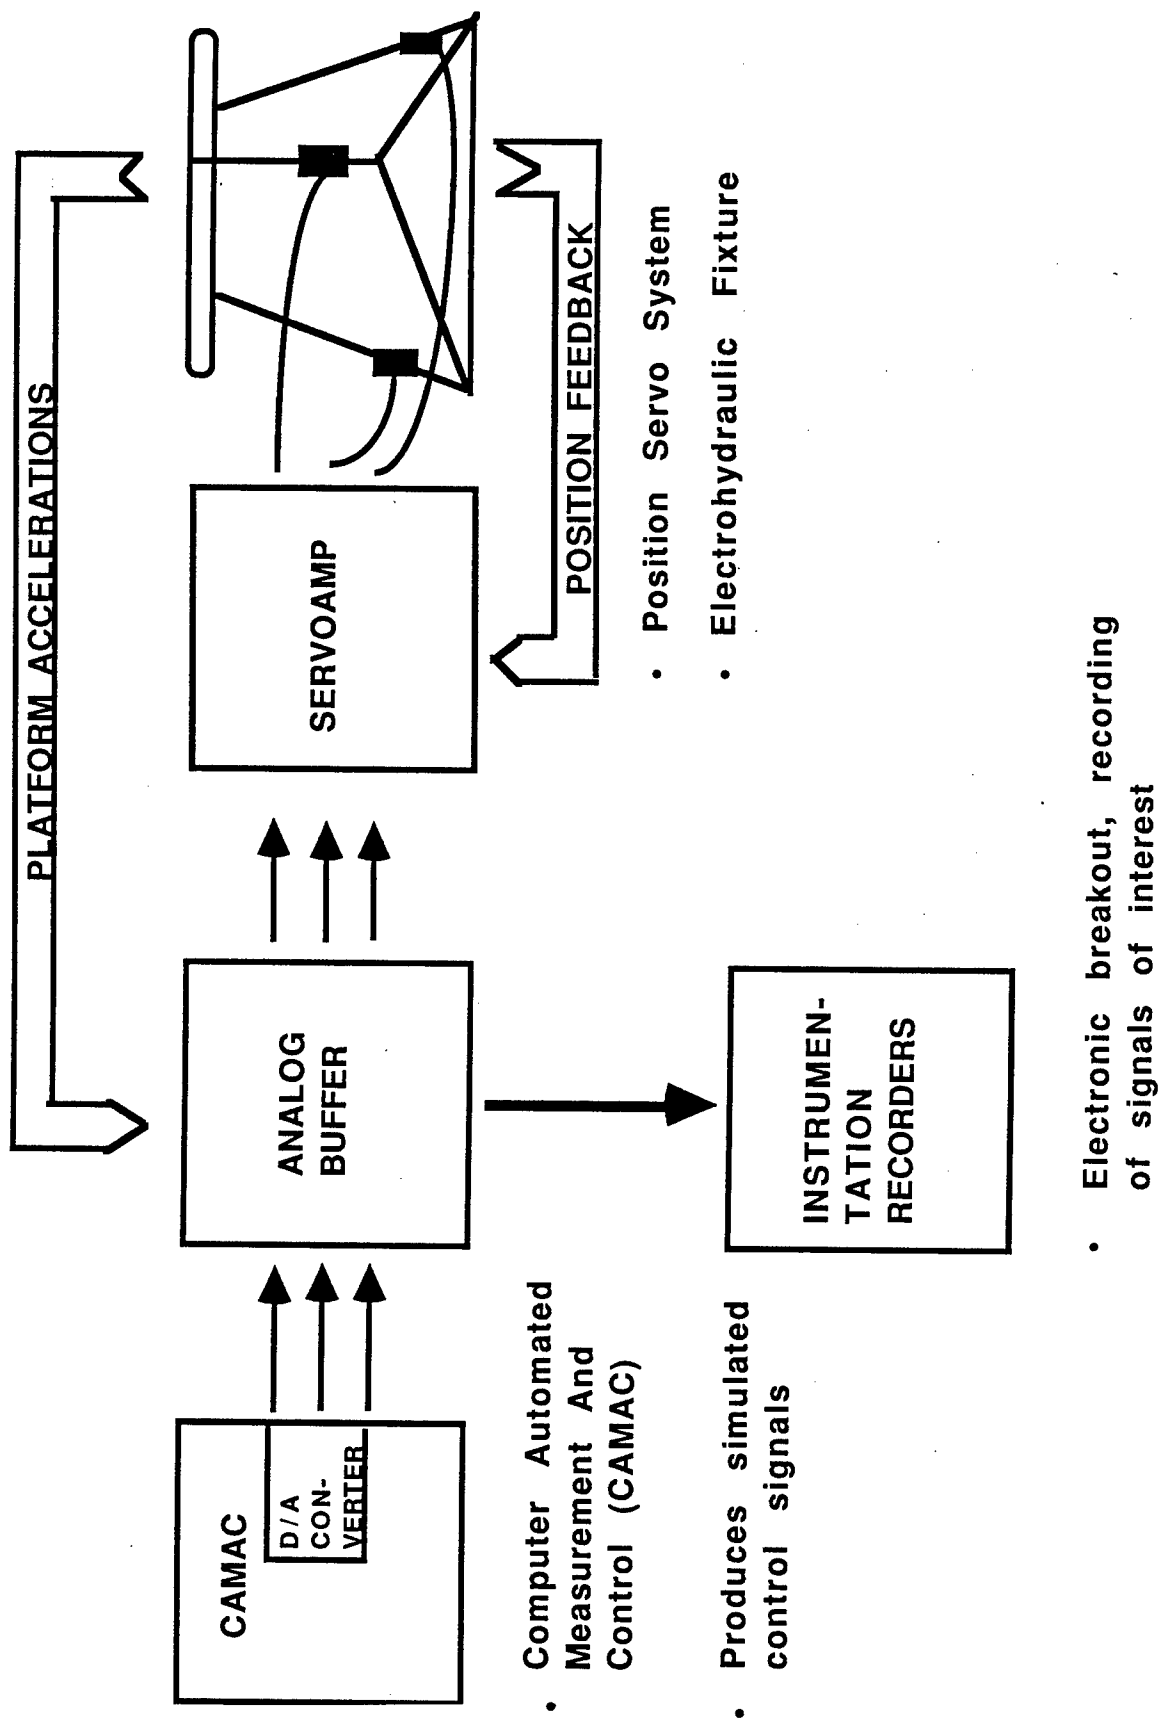 PLATFORM ACCELERATIONS
CAMAC
D/A
CON-
VERTER
ANALOG
BUFFER
SERVOAMP
POSITION FEEDBACK
• Computer Automated
Measurement And
Control (CAMAC)
• Produces simulated
control signals
INSTRUMEN-
TATION
RECORDERS
• Position Servo System
• Electrohydraulic Fixture
• Electronic breakout, recording
of signals of interest